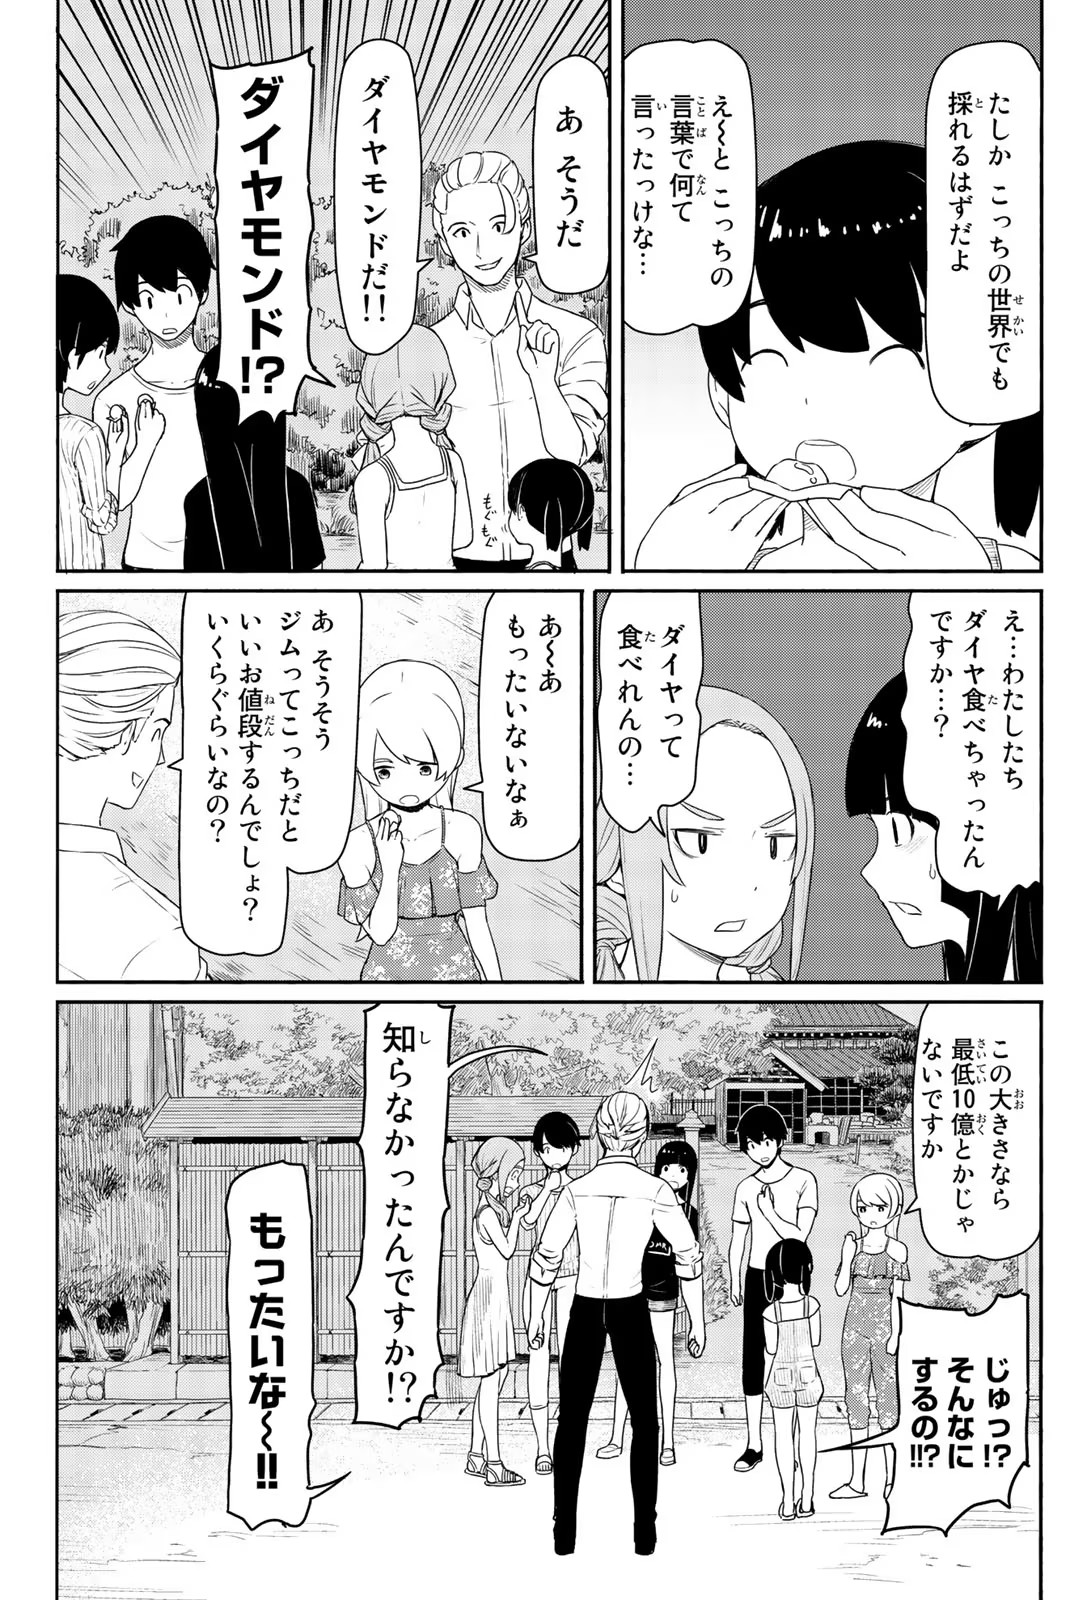 たしか こっちの世界でも
採れるはずだよ
え〜と こっちの
言葉で何て
言ったっけな…
あ そうだ
ダイヤモンドだ!!
ダイヤモンド!?
もぐもぐ
え…わたしたち
ダイヤ食べちゃったん
ですか…?
ダイヤって
食べれんの…
あ〜あ
もったいないなぁ
あ そうそう
ジムってこっちだと
いいお値段するんでしょ?
いくらぐらいなの?
この大きさなら
最低10億とかじゃ
ないですか
じゅっ!?
そんなに
するの!!?
知らなかったんですか!?
もったいな〜!!